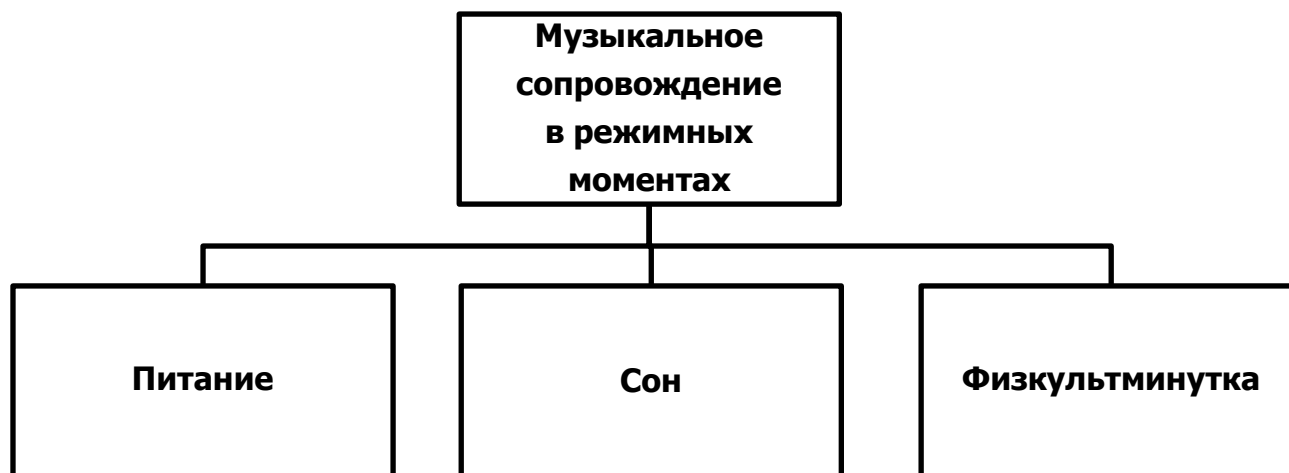 Музыкальное
сопровождение
в режимных
моментах
Питание
Сон
Физкультминутка